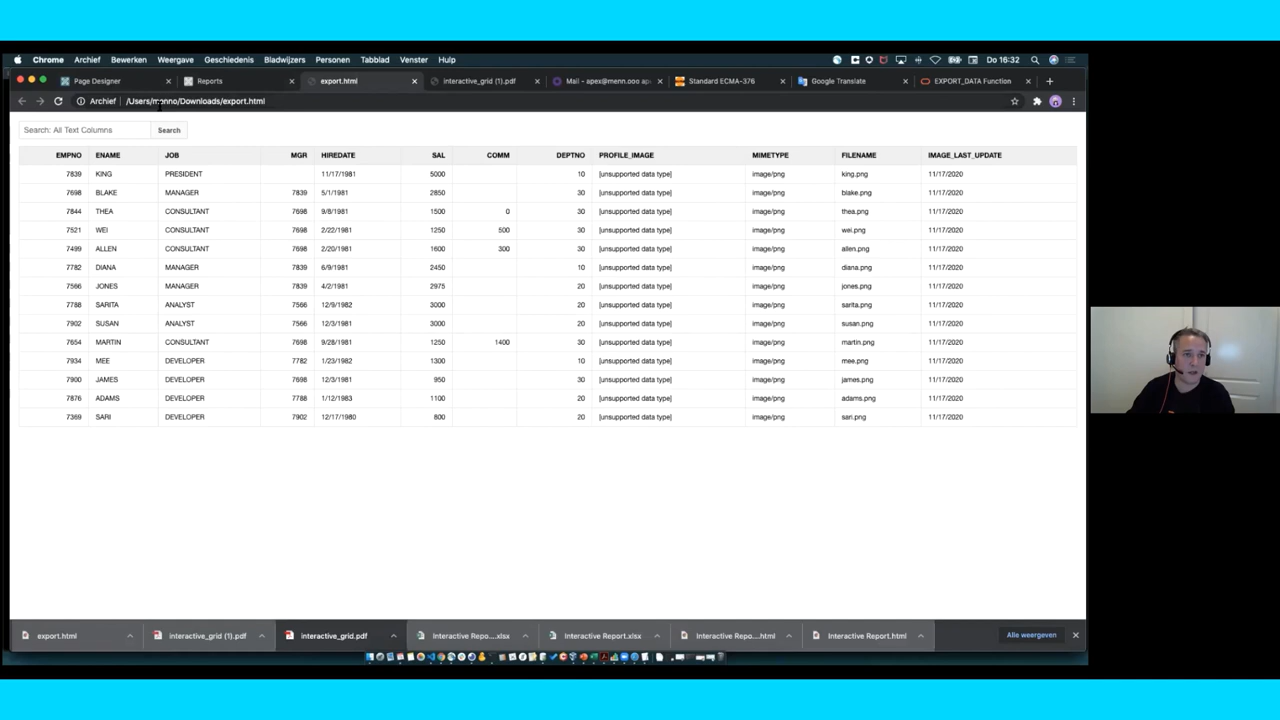 Chrome Archief Bewerken Weergave Geschiedenis Bladwijzers Personen Tabblad Venster Help Do 16:32
Page Designer Reports export.html interactive_grid (1).pdf Mail - apex@menn.ooo Standard ECMA-376 Google Translate EXPORT_DATA Function
Archief /Users/menno/Downloads/export.html
Search: All Text Columns Search
EMPNO ENAME JOB MGR HIREDATE SAL COMM DEPTNO PROFILE_IMAGE MIMETYPE FILENAME IMAGE_LAST_UPDATE
7839 KING PRESIDENT 11/17/1981 5000 10 [unsupported data type] image/png king.png 11/17/2020
7698 BLAKE MANAGER 7839 5/1/1981 2850 30 [unsupported data type] image/png blake.png 11/17/2020
7844 THEA CONSULTANT 7698 9/8/1981 1500 0 30 [unsupported data type] image/png thea.png 11/17/2020
7521 WEI CONSULTANT 7698 2/22/1981 1250 500 30 [unsupported data type] image/png wei.png 11/17/2020
7499 ALLEN CONSULTANT 7698 2/20/1981 1600 300 30 [unsupported data type] image/png allen.png 11/17/2020
7782 DIANA MANAGER 7839 6/9/1981 2450 10 [unsupported data type] image/png diana.png 11/17/2020
7566 JONES MANAGER 7839 4/2/1981 2975 20 [unsupported data type] image/png jones.png 11/17/2020
7788 SARITA ANALYST 7566 12/9/1982 3000 20 [unsupported data type] image/png sarita.png 11/17/2020
7902 SUSAN ANALYST 7566 12/3/1981 3000 20 [unsupported data type] image/png susan.png 11/17/2020
7654 MARTIN CONSULTANT 7698 9/28/1981 1250 1400 30 [unsupported data type] image/png martin.png 11/17/2020
7934 MEE DEVELOPER 7782 1/23/1982 1300 10 [unsupported data type] image/png mee.png 11/17/2020
7900 JAMES DEVELOPER 7698 12/3/1981 950 30 [unsupported data type] image/png james.png 11/17/2020
7876 ADAMS DEVELOPER 7788 1/12/1983 1100 20 [unsupported data type] image/png adams.png 11/17/2020
7369 SARI DEVELOPER 7902 12/17/1980 800 20 [unsupported data type] image/png sari.png 11/17/2020
export.html interactive_grid (1).pdf interactive_grid.pdf Interactive Repo....xlsx Interactive Report.xlsx Interactive Repo....html Interactive Report.html Alle weergeven